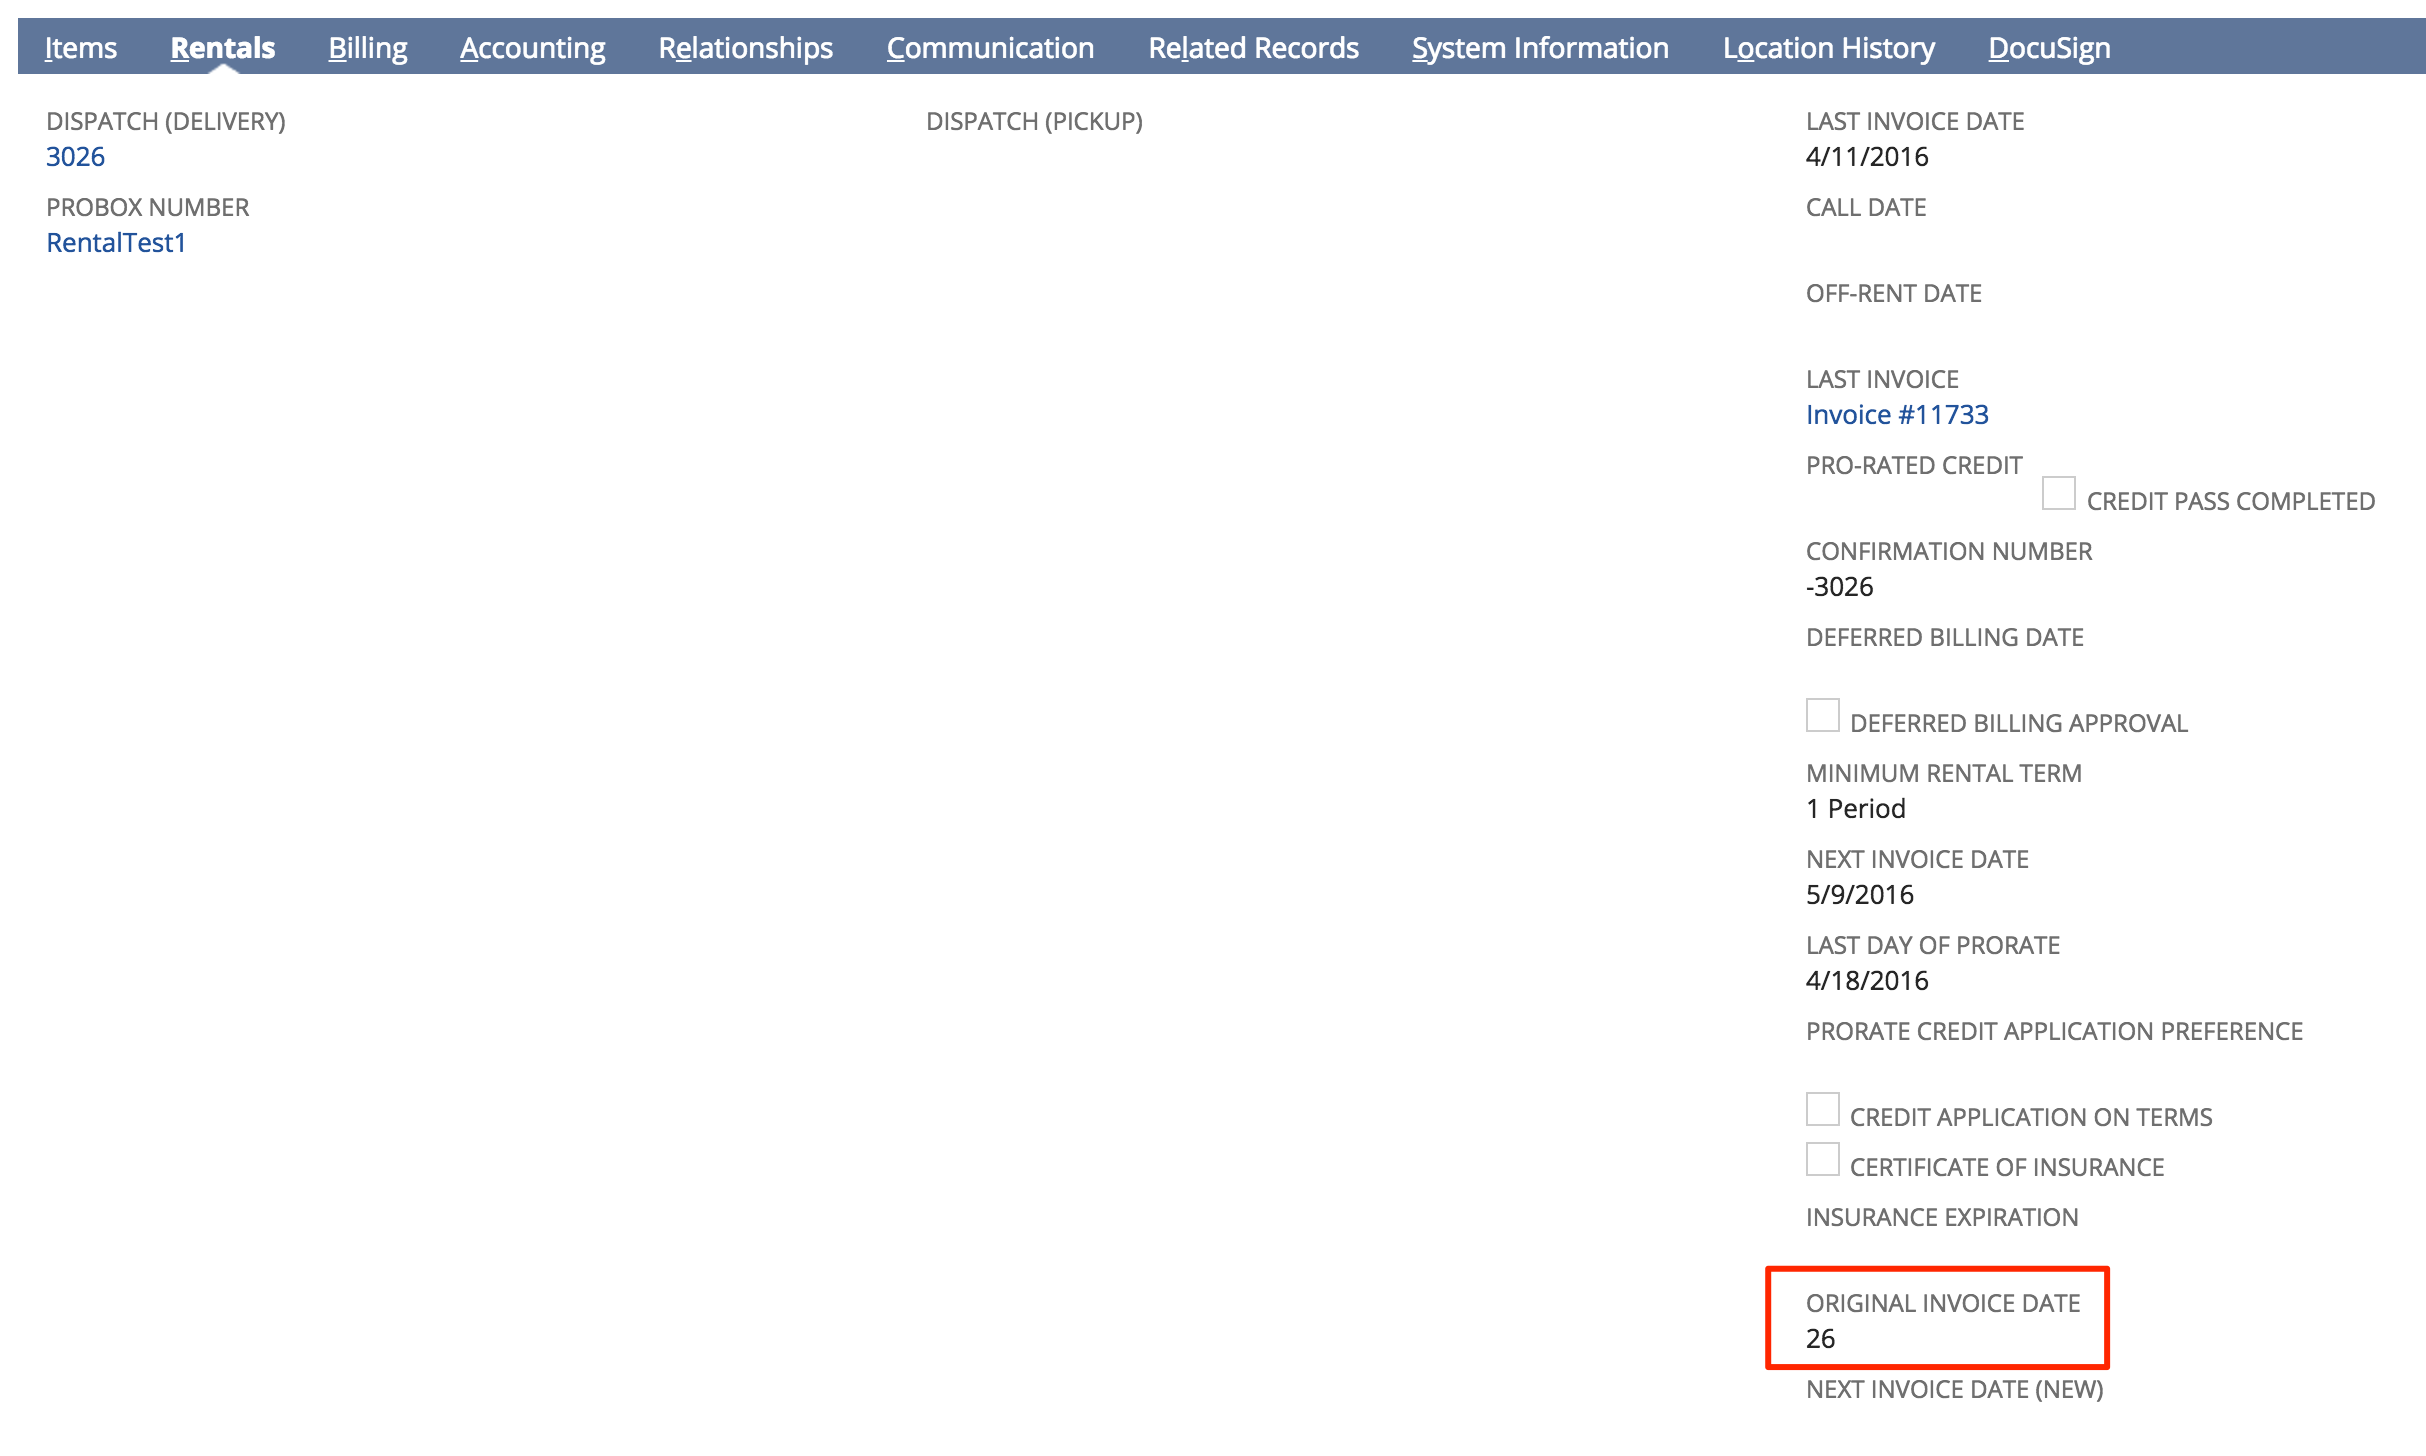 Items Rentals Billing Accounting Relationships Communication Related Records System Information Location History DocuSign
DISPATCH (DELIVERY)
3026
PROBOX NUMBER
RentalTest1
DISPATCH (PICKUP)
LAST INVOICE DATE
4/11/2016
CALL DATE
OFF-RENT DATE
LAST INVOICE
Invoice #11733
PRO-RATED CREDIT
CREDIT PASS COMPLETED
CONFIRMATION NUMBER
-3026
DEFERRED BILLING DATE
DEFERRED BILLING APPROVAL
MINIMUM RENTAL TERM
1 Period
NEXT INVOICE DATE
5/9/2016
LAST DAY OF PRORATE
4/18/2016
PRORATE CREDIT APPLICATION PREFERENCE
CREDIT APPLICATION ON TERMS
CERTIFICATE OF INSURANCE
INSURANCE EXPIRATION
ORIGINAL INVOICE DATE
26
NEXT INVOICE DATE (NEW)